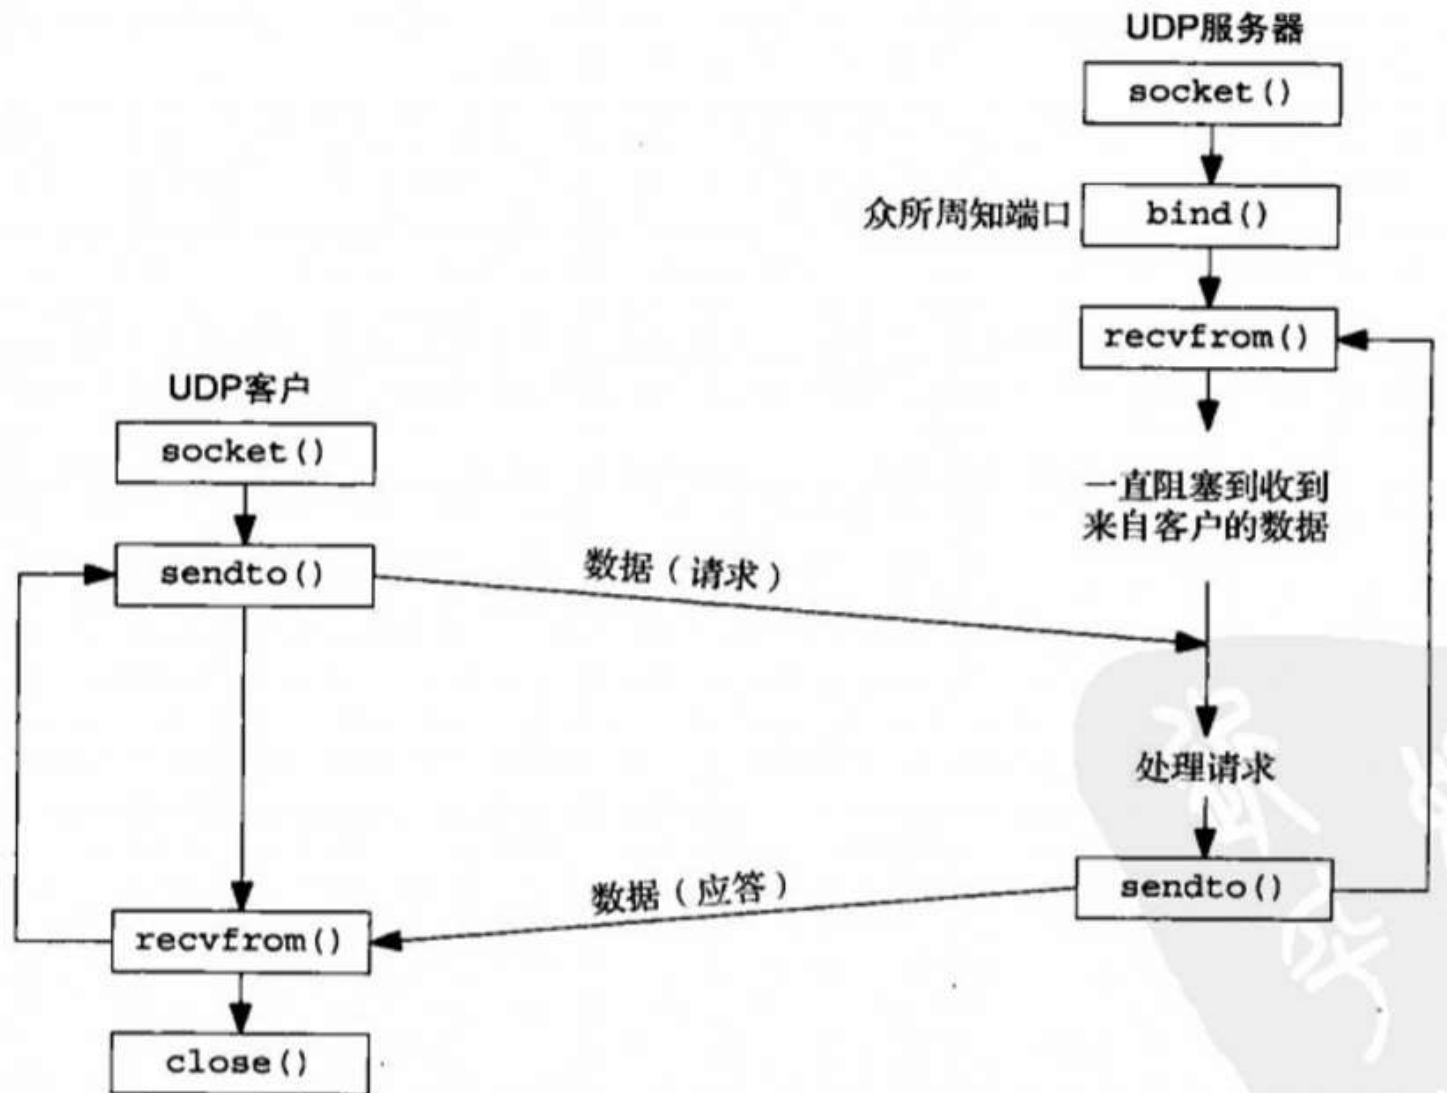 UDP服务器
socket()
众所周知端口
bind()
recvfrom()
一直阻塞到收到
来自客户的数据
处理请求
sendto()
UDP客户
socket()
sendto()
数据（请求）
数据（应答）
recvfrom()
close()